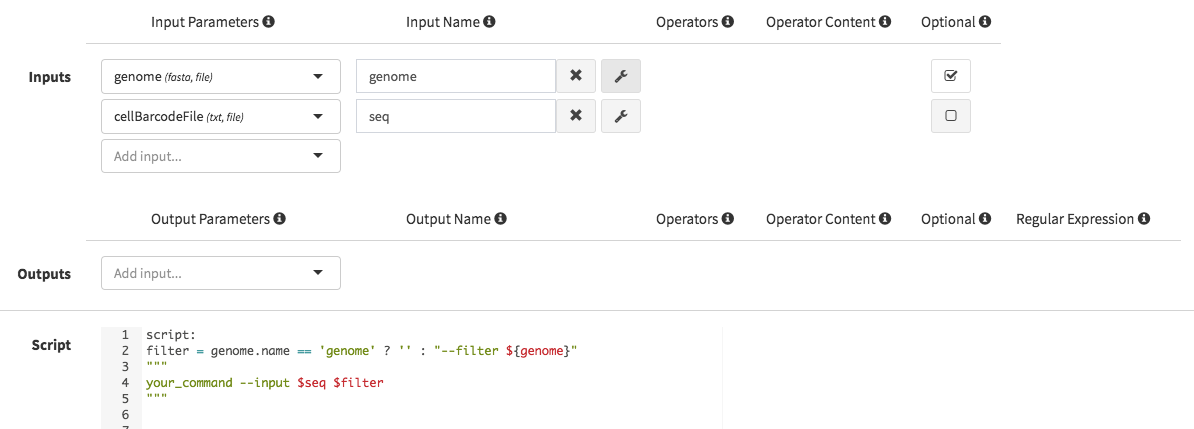 Input Parameters Input Name Operators Operator Content Optional
Inputs genome (fasta, file) genome
cellBarcodeFile (txt, file) seq
Add input...
Output Parameters Output Name Operators Operator Content Optional Regular Expression
Outputs Add input...
Script 1 script:
2 filter = genome.name == 'genome' ? '' : "--filter ${genome}"
3 """
4 your_command --input $seq $filter
5 """
6